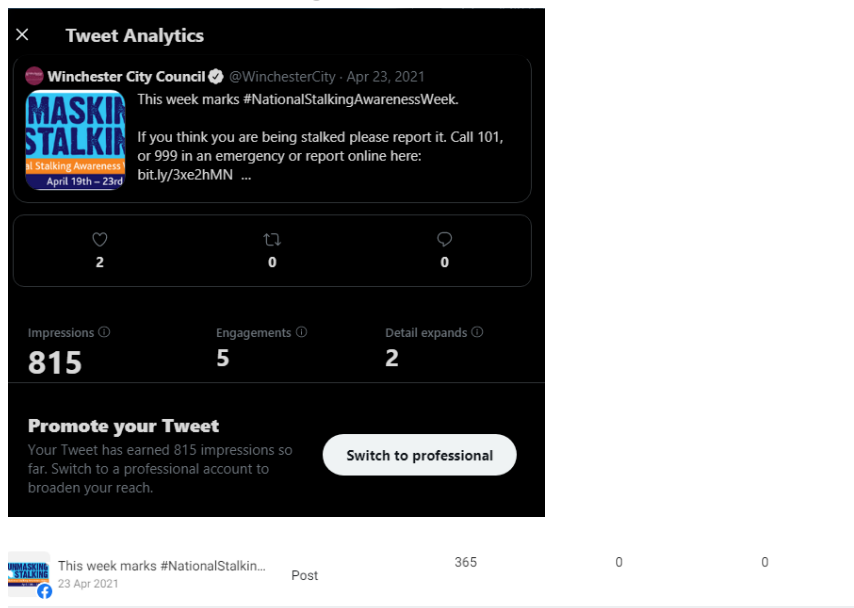 Tweet Analytics
Winchester City Council @WinchesterCity · Apr 23, 2021
MASKIN
STALKIN
al Stalking Awareness
April 19th – 23rd
This week marks #NationalStalkingAwarenessWeek.
If you think you are being stalked please report it. Call 101,
or 999 in an emergency or report online here:
bit.ly/3xe2hMN ...
2 0 0
Impressions Engagements Detail expands
815 5 2
Promote your Tweet
Your Tweet has earned 815 impressions so
far. Switch to a professional account to
broaden your reach.
Switch to professional
UNMASKING
STALKING
This week marks #NationalStalkin...
23 Apr 2021
Post 365 0 0